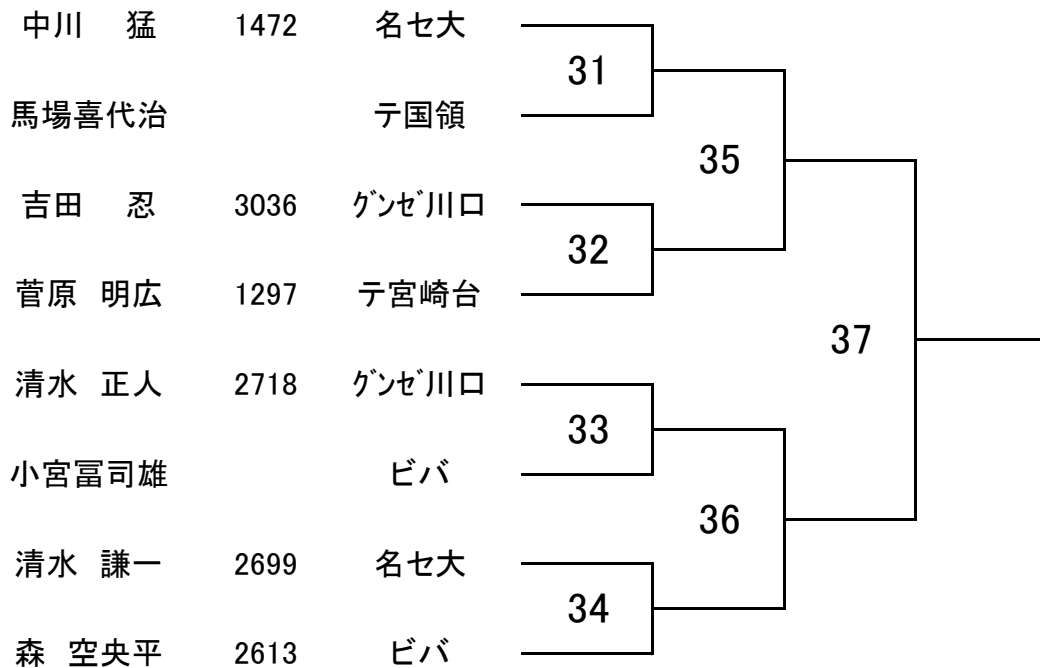 中川 猛 1472 名セ大
31
馬場喜代治 テ国領
35
吉田 忍 3036 グンゼ川口
32
菅原 明広 1297 テ宮崎台
37
清水 正人 2718 グンゼ川口
33
小宮冨司雄 ビバ
36
清水 謙一 2699 名セ大
34
森 空央平 2613 ビバ